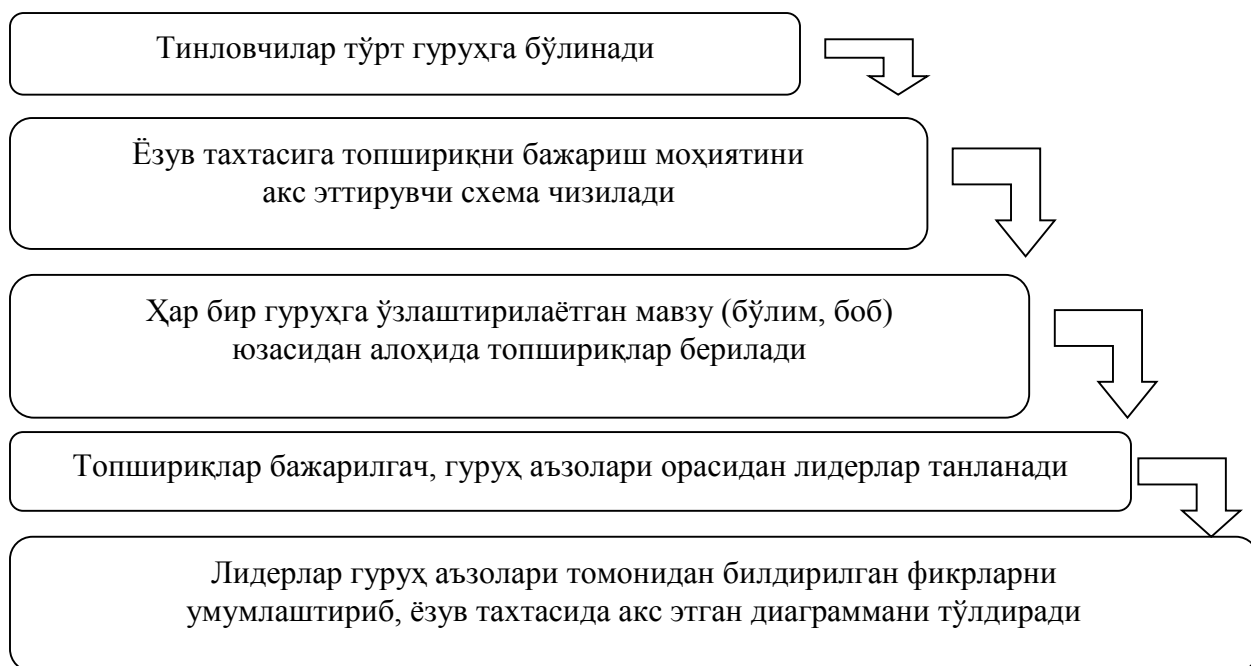 Тинловчилар тўрт гуруҳга бўлинади
Ёзув тахтасига топшириқни бажариш моҳиятини
акс эттирувчи схема чизилади
Ҳар бир гуруҳга ўзлаштирилаётган мавзу (бўлим, боб)
юзасидан алоҳида топшириқлар берилади
Топшириқлар бажарилгач, гуруҳ аъзолари орасидан лидерлар танланади
Лидерлар гуруҳ аъзолари томонидан билдирилган фикрларни
умумлаштириб, ёзув тахтасида акс этган диаграммани тўлдиради